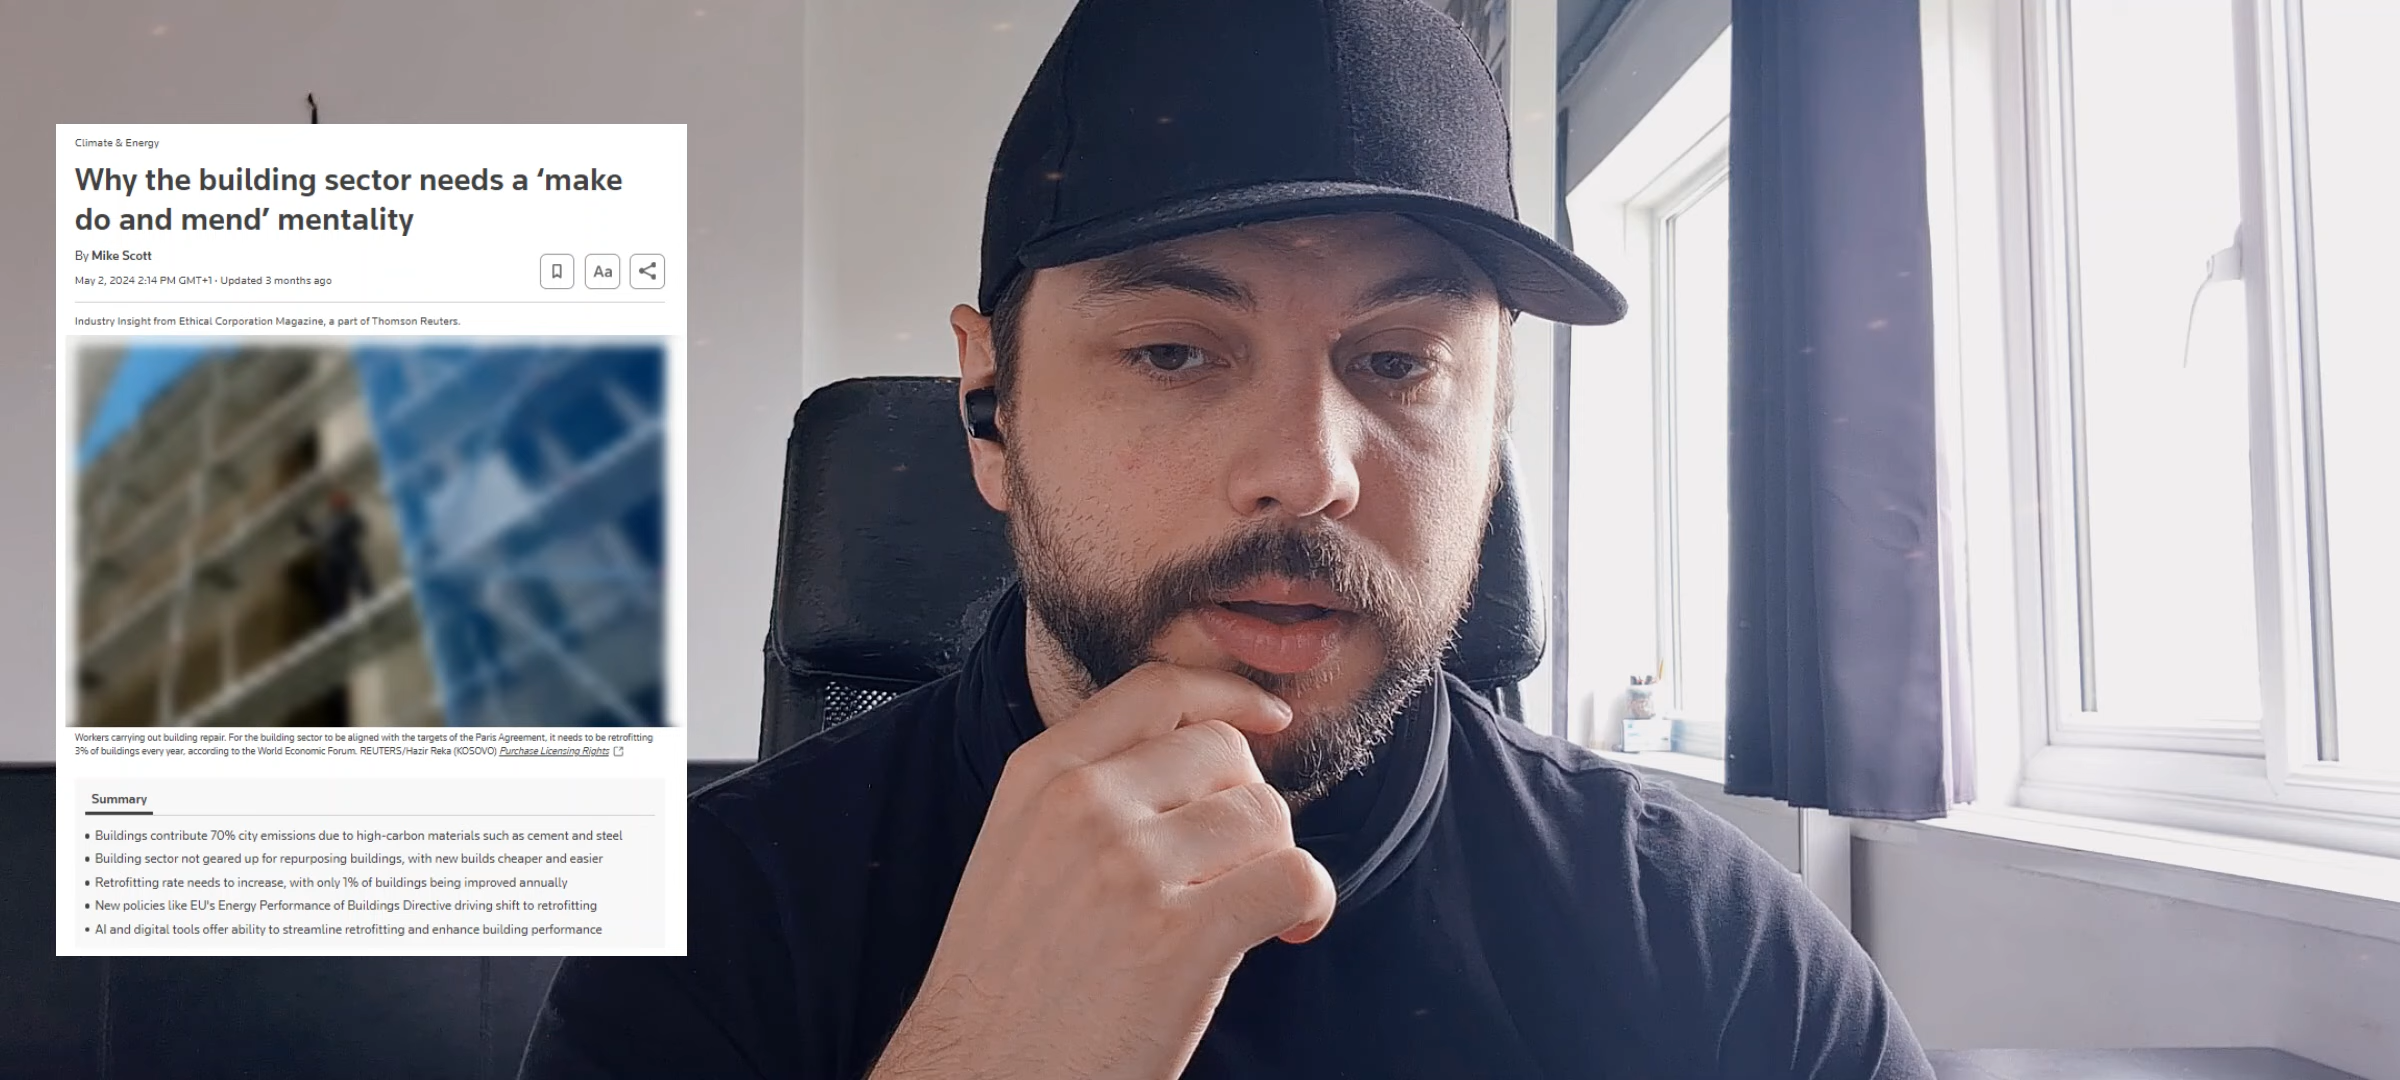 Climate & Energy
Why the building sector needs a ‘make
do and mend’ mentality
By Mike Scott
May 2, 2024 2:14 PM GMT+1 · Updated 3 months ago
Aa
Industry Insight from Ethical Corporation Magazine, a part of Thomson Reuters.
Workers carrying out building repair. For the building sector to be aligned with the targets of the Paris Agreement, it needs to be retrofitting
3% of buildings every year, according to the World Economic Forum. REUTERS/Hazir Reka (KOSOVO) Purchase Licensing Rights
Summary
• Buildings contribute 70% city emissions due to high-carbon materials such as cement and steel
• Building sector not geared up for repurposing buildings, with new builds cheaper and easier
• Retrofitting rate needs to increase, with only 1% of buildings being improved annually
• New policies like EU's Energy Performance of Buildings Directive driving shift to retrofitting
• AI and digital tools offer ability to streamline retrofitting and enhance building performance